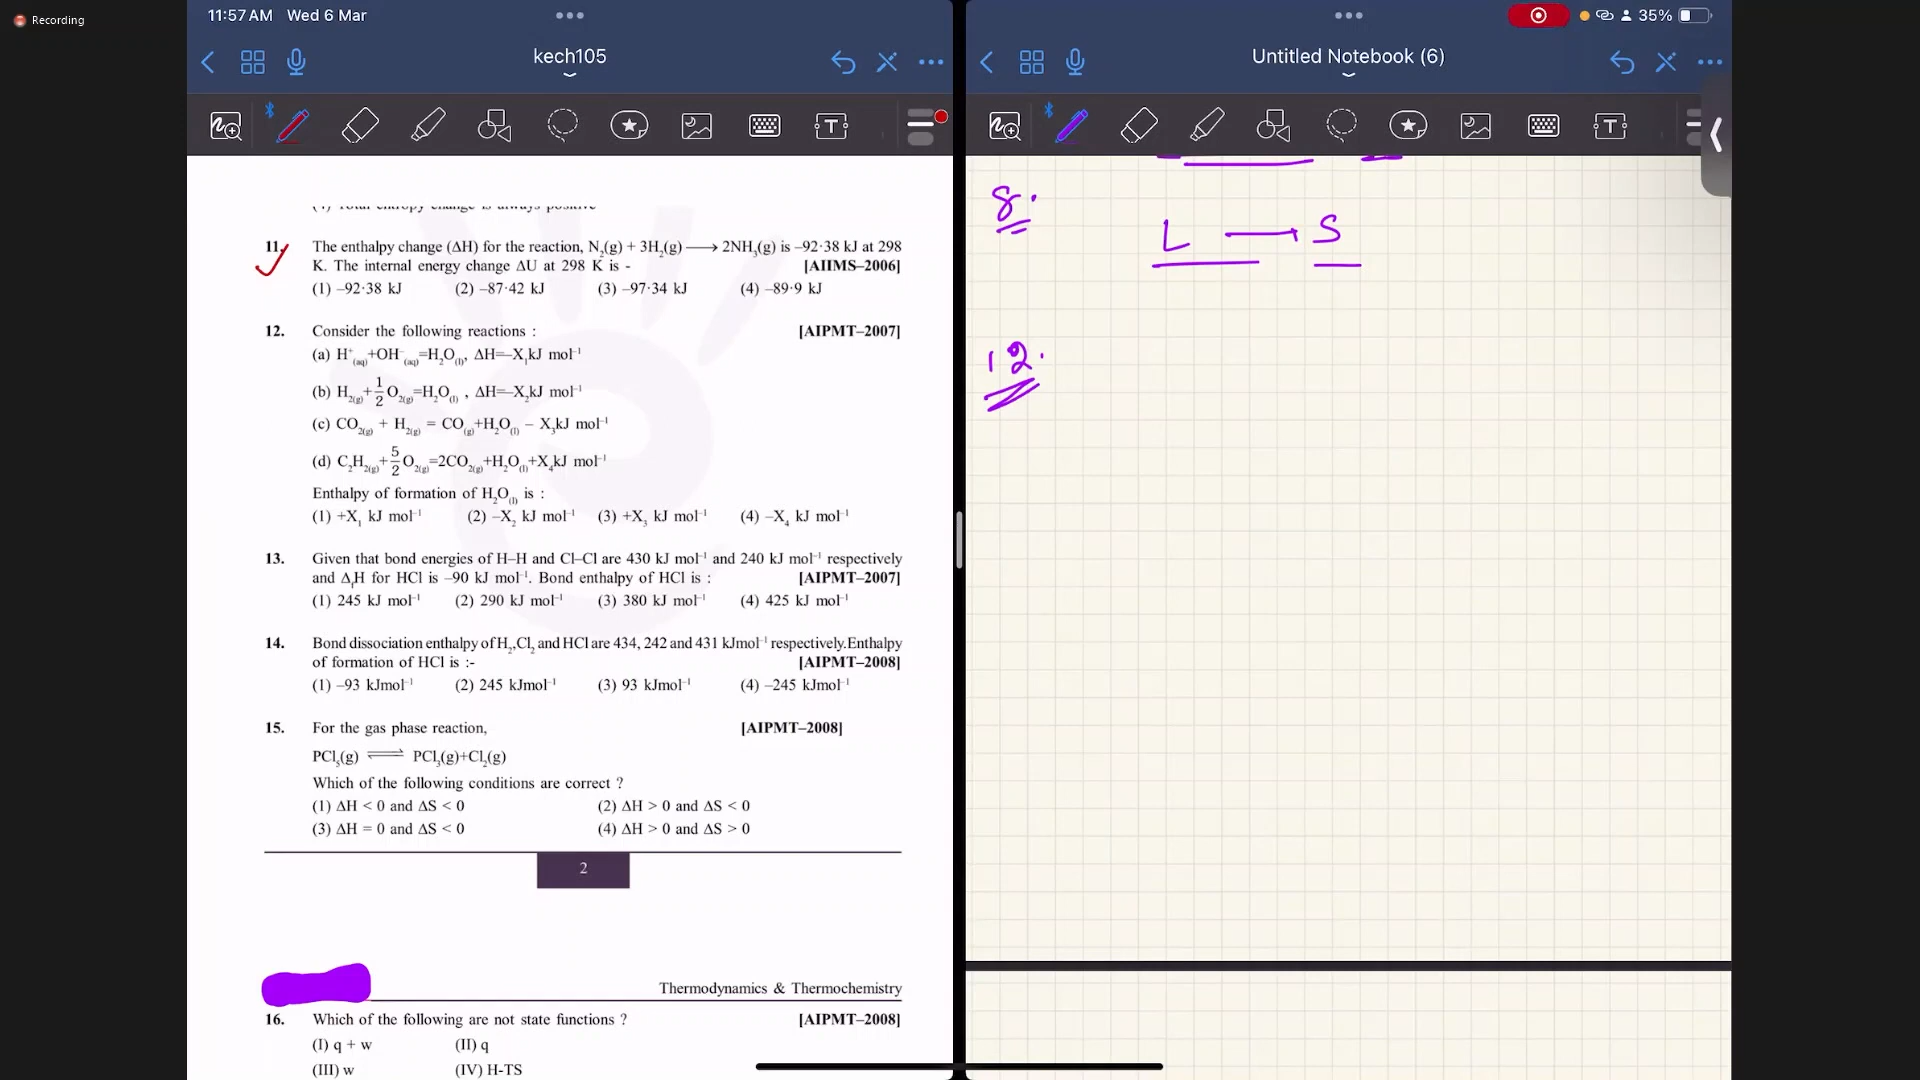 Recording
11:57 AM Wed 6 Mar
35%
kech105
Untitled Notebook (6)
(4) Total entropy change is always positive
11. The enthalpy change (ΔH) for the reaction, N₂(g) + 3H₂(g) ⟶ 2NH₃(g) is –92·38 kJ at 298
K. The internal energy change ΔU at 298 K is - [AIIMS–2006]
(1) –92·38 kJ (2) –87·42 kJ (3) –97·34 kJ (4) –89·9 kJ
12. Consider the following reactions : [AIPMT–2007]
(a) H⁺(aq)+OH⁻(aq)=H₂O(l), ΔH=–X₁kJ mol⁻¹
(b) H₂(g)+1/2O₂(g)=H₂O(l) , ΔH=–X₂kJ mol⁻¹
(c) CO₂(g) + H₂(g) = CO(g)+H₂O(l) – X₃kJ mol⁻¹
(d) C₂H₂(g)+5/2O₂(g)=2CO₂(g)+H₂O(l)+X₄kJ mol⁻¹
Enthalpy of formation of H₂O(l) is :
(1) +X₁ kJ mol⁻¹ (2) –X₂ kJ mol⁻¹ (3) +X₃ kJ mol⁻¹ (4) –X₄ kJ mol⁻¹
13. Given that bond energies of H–H and Cl–Cl are 430 kJ mol⁻¹ and 240 kJ mol⁻¹ respectively
and ΔfH for HCl is –90 kJ mol⁻¹. Bond enthalpy of HCl is : [AIPMT–2007]
(1) 245 kJ mol⁻¹ (2) 290 kJ mol⁻¹ (3) 380 kJ mol⁻¹ (4) 425 kJ mol⁻¹
14. Bond dissociation enthalpy of H₂,Cl₂ and HCl are 434, 242 and 431 kJmol⁻¹ respectively.Enthalpy
of formation of HCl is :- [AIPMT–2008]
(1) –93 kJmol⁻¹ (2) 245 kJmol⁻¹ (3) 93 kJmol⁻¹ (4) –245 kJmol⁻¹
15. For the gas phase reaction, [AIPMT–2008]
PCl₅(g) ⇌ PCl₃(g)+Cl₂(g)
Which of the following conditions are correct ?
(1) ΔH < 0 and ΔS < 0 (2) ΔH > 0 and ΔS < 0
(3) ΔH = 0 and ΔS < 0 (4) ΔH > 0 and ΔS > 0
2
Thermodynamics & Thermochemistry
16. Which of the following are not state functions ? [AIPMT–2008]
(I) q + w (II) q
(III) w (IV) H-TS
8.
L ⟶ S
12.